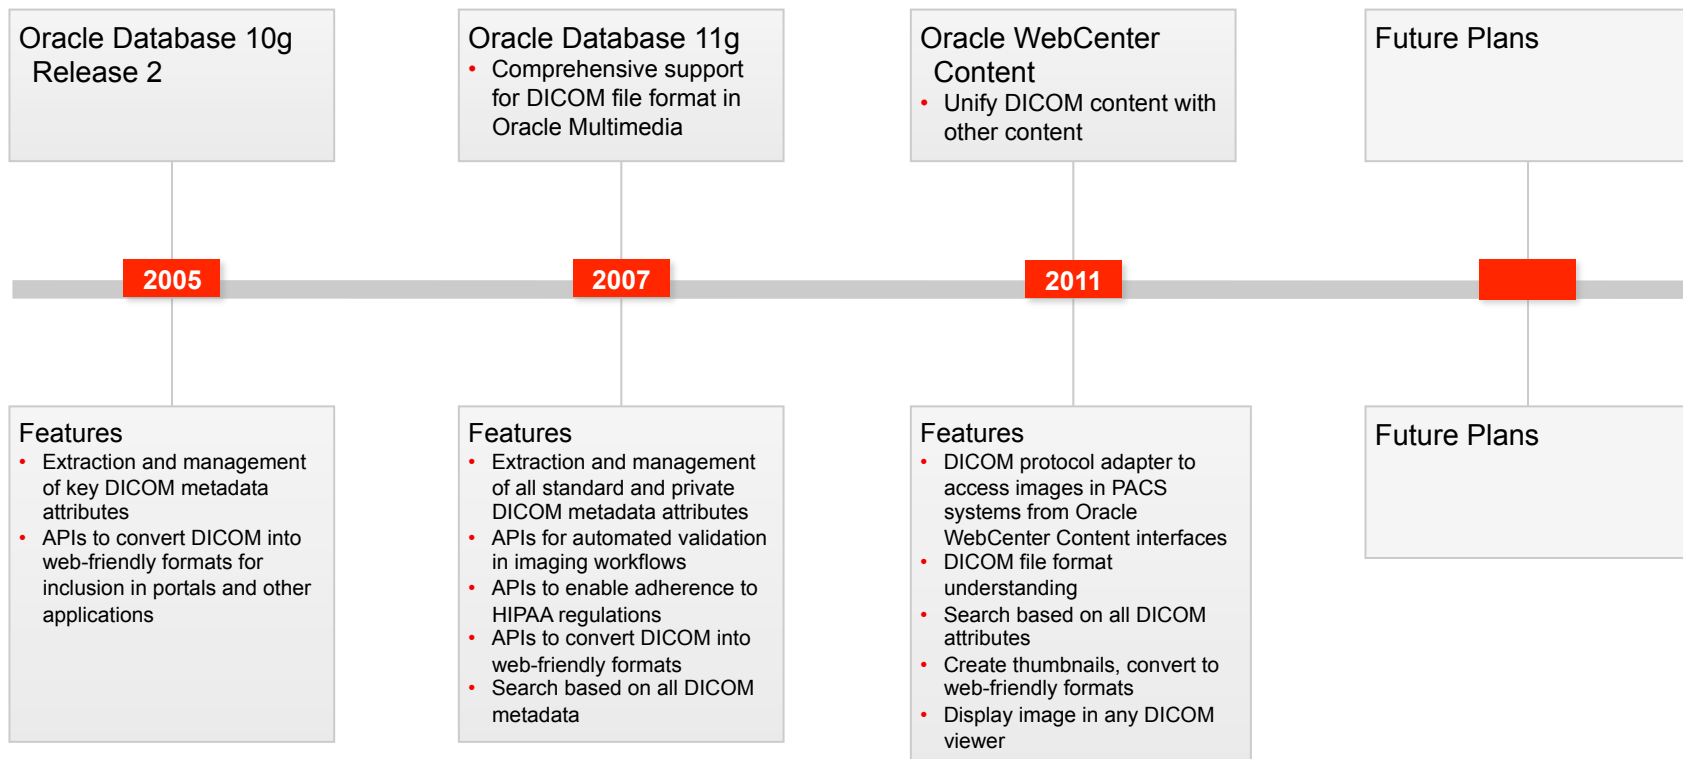 Oracle Database 10g
Release 2
Oracle Database 11g
• Comprehensive support
for DICOM file format in
Oracle Multimedia
Oracle WebCenter
Content
• Unify DICOM content with
other content
Future Plans
2005
2007
2011
Features
• Extraction and management
of key DICOM metadata
attributes
• APIs to convert DICOM into
web-friendly formats for
inclusion in portals and other
applications
Features
• Extraction and management
of all standard and private
DICOM metadata attributes
• APIs for automated validation
in imaging workflows
• APIs to enable adherence to
HIPAA regulations
• APIs to convert DICOM into
web-friendly formats
• Search based on all DICOM
metadata
Features
• DICOM protocol adapter to
access images in PACS
systems from Oracle
WebCenter Content interfaces
• DICOM file format
understanding
• Search based on all DICOM
attributes
• Create thumbnails, convert to
web-friendly formats
• Display image in any DICOM
viewer
Future Plans